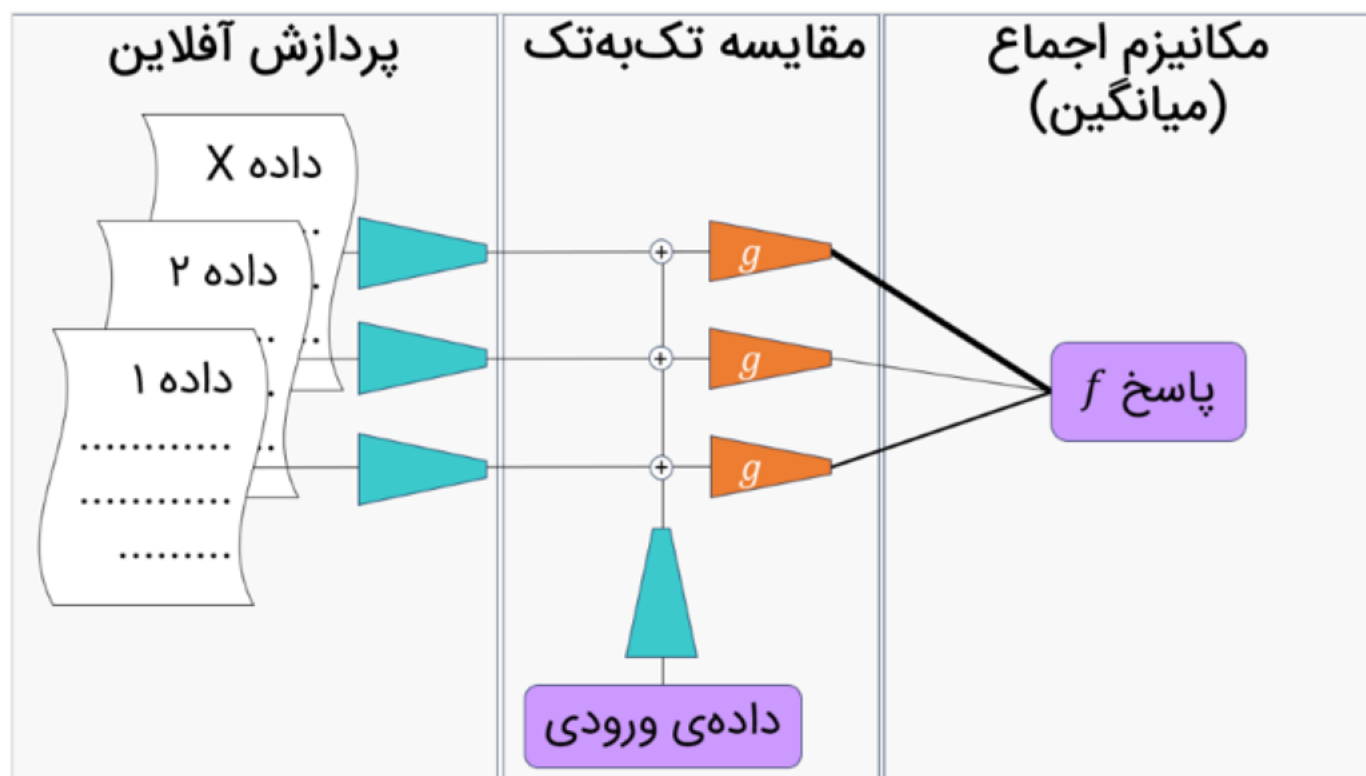 پردازش آفلاین
مقایسه تک‌به‌تک
مکانیزم اجماع
(میانگین)
داده X
..
.
داده ۲
.. ..
.
داده ۱
............
..
............
.........
+
g
+
g
+
g
پاسخ f
داده‌ی ورودی